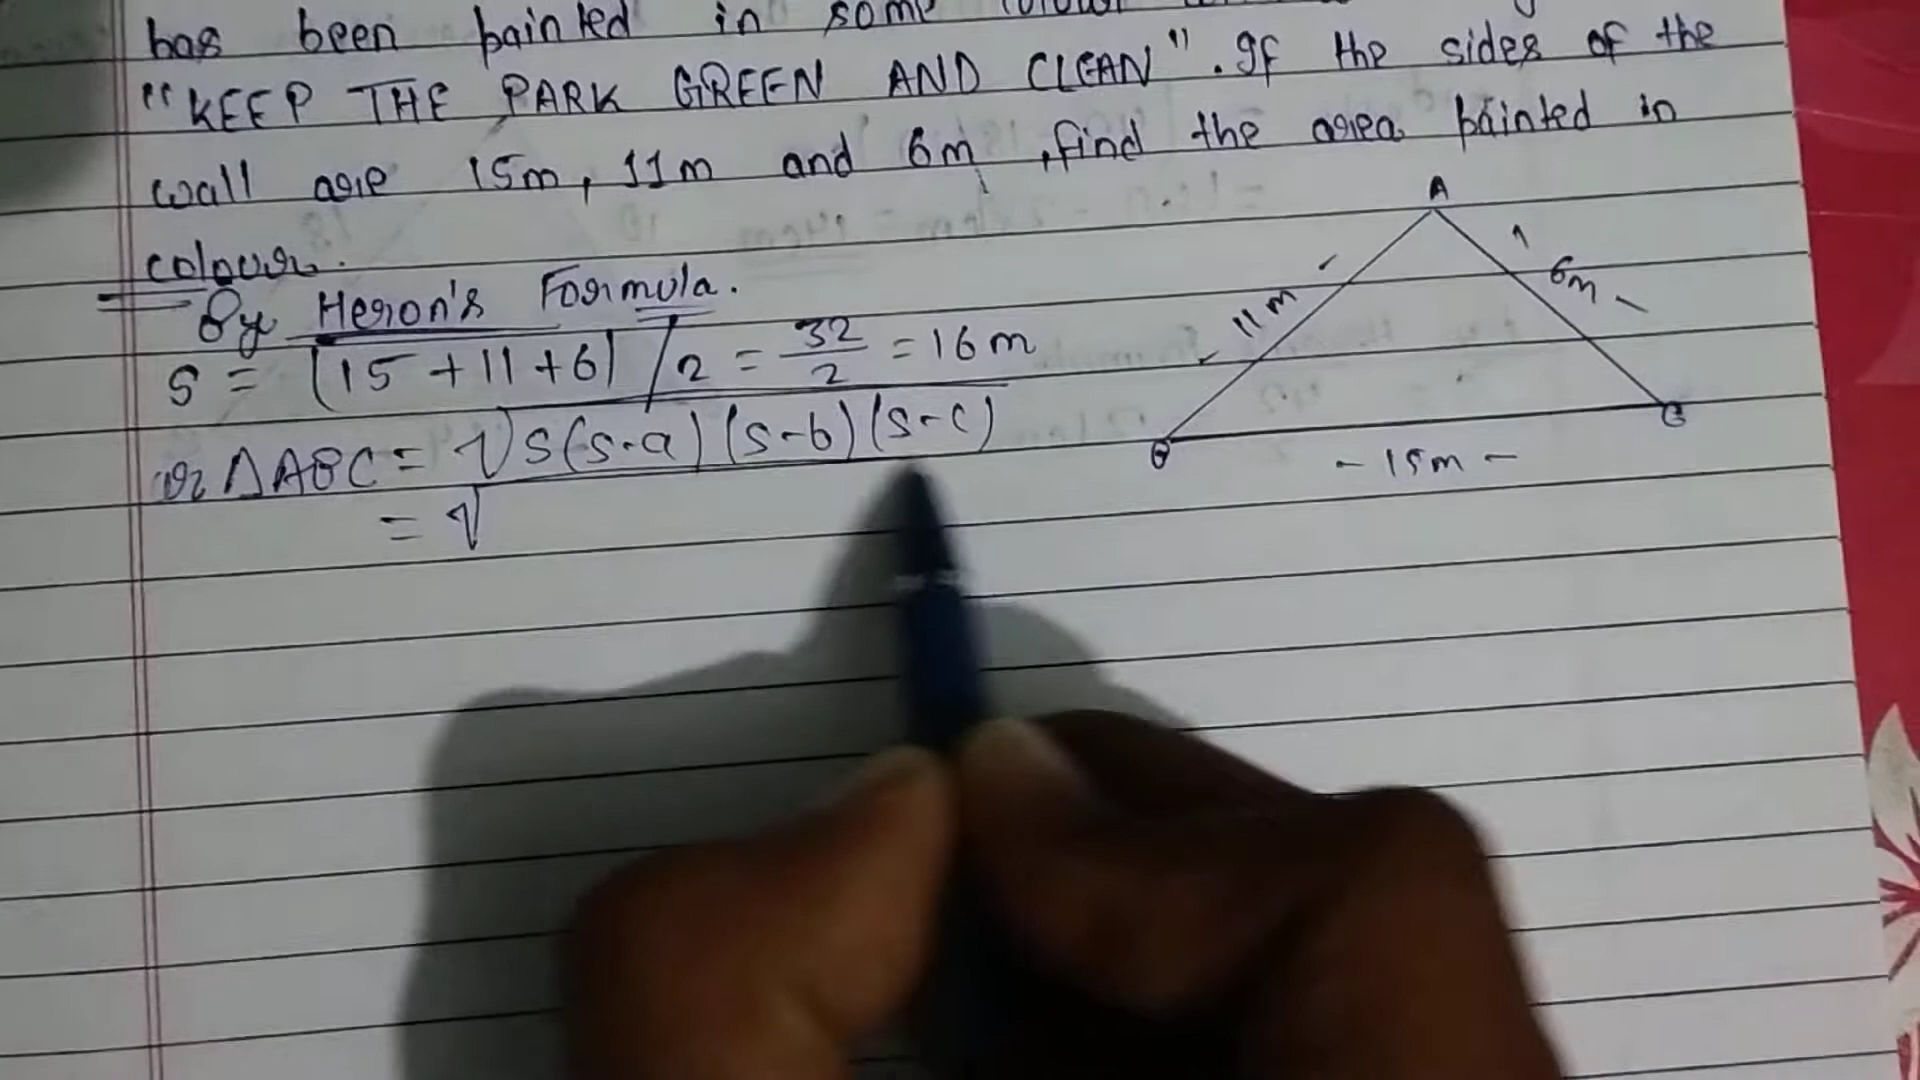 has been painted in some colour
"KEEP THE PARK GREEN AND CLEAN". If the sides of the
wall are 15m, 11m and 6m, find the area painted in
colour.
By Heron's Formula.
S = (15 + 11 + 6) / 2 = 32/2 = 16 m
ar △ABC = √S(S-a)(S-b)(S-c)
= √
A
11m
6m
B
C
- 15m -